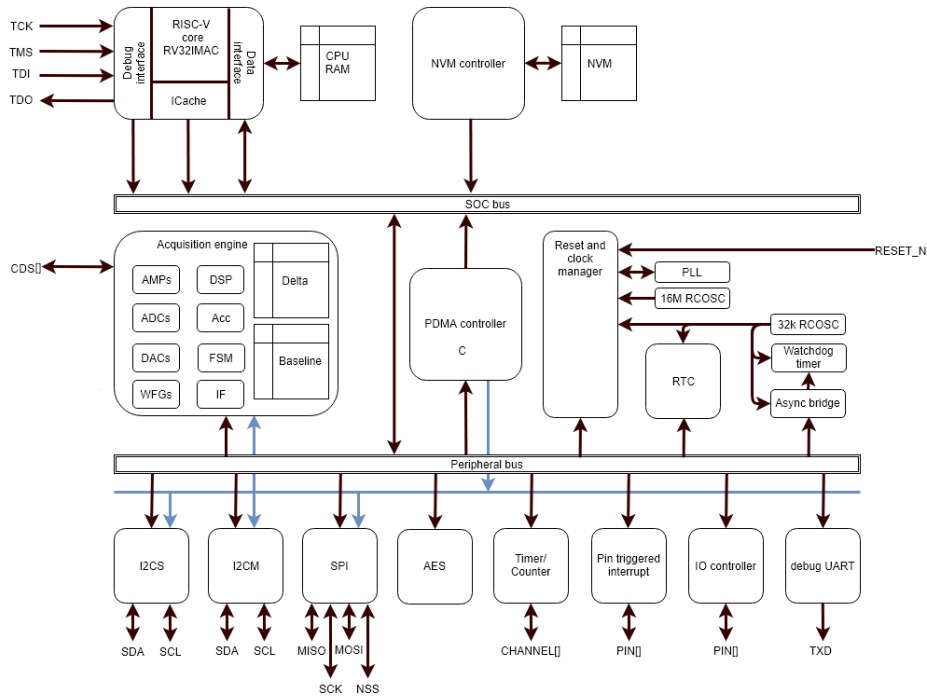 TCK
TMS
TDI
TDO
Debug
interface
RISC-V
core
RV32IMAC
ICache
Data
interface
CPU
RAM
NVM controller
NVM
SOC bus
CDS[]
Acquisition engine
AMPs
DSP
ADCs
Acc
DACs
FSM
WFGs
IF
Delta
Baseline
PDMA controller
C
Reset and
clock
manager
RESET_N
PLL
16M RCOSC
32k RCOSC
RTC
Watchdog
timer
Async bridge
Peripheral bus
I2CS
I2CM
SPI
AES
Timer/
Counter
Pin triggered
interrupt
IO controller
debug UART
SDA
SCL
SDA
SCL
MISO
MOSI
SCK
NSS
CHANNEL[]
PIN[]
PIN[]
TXD